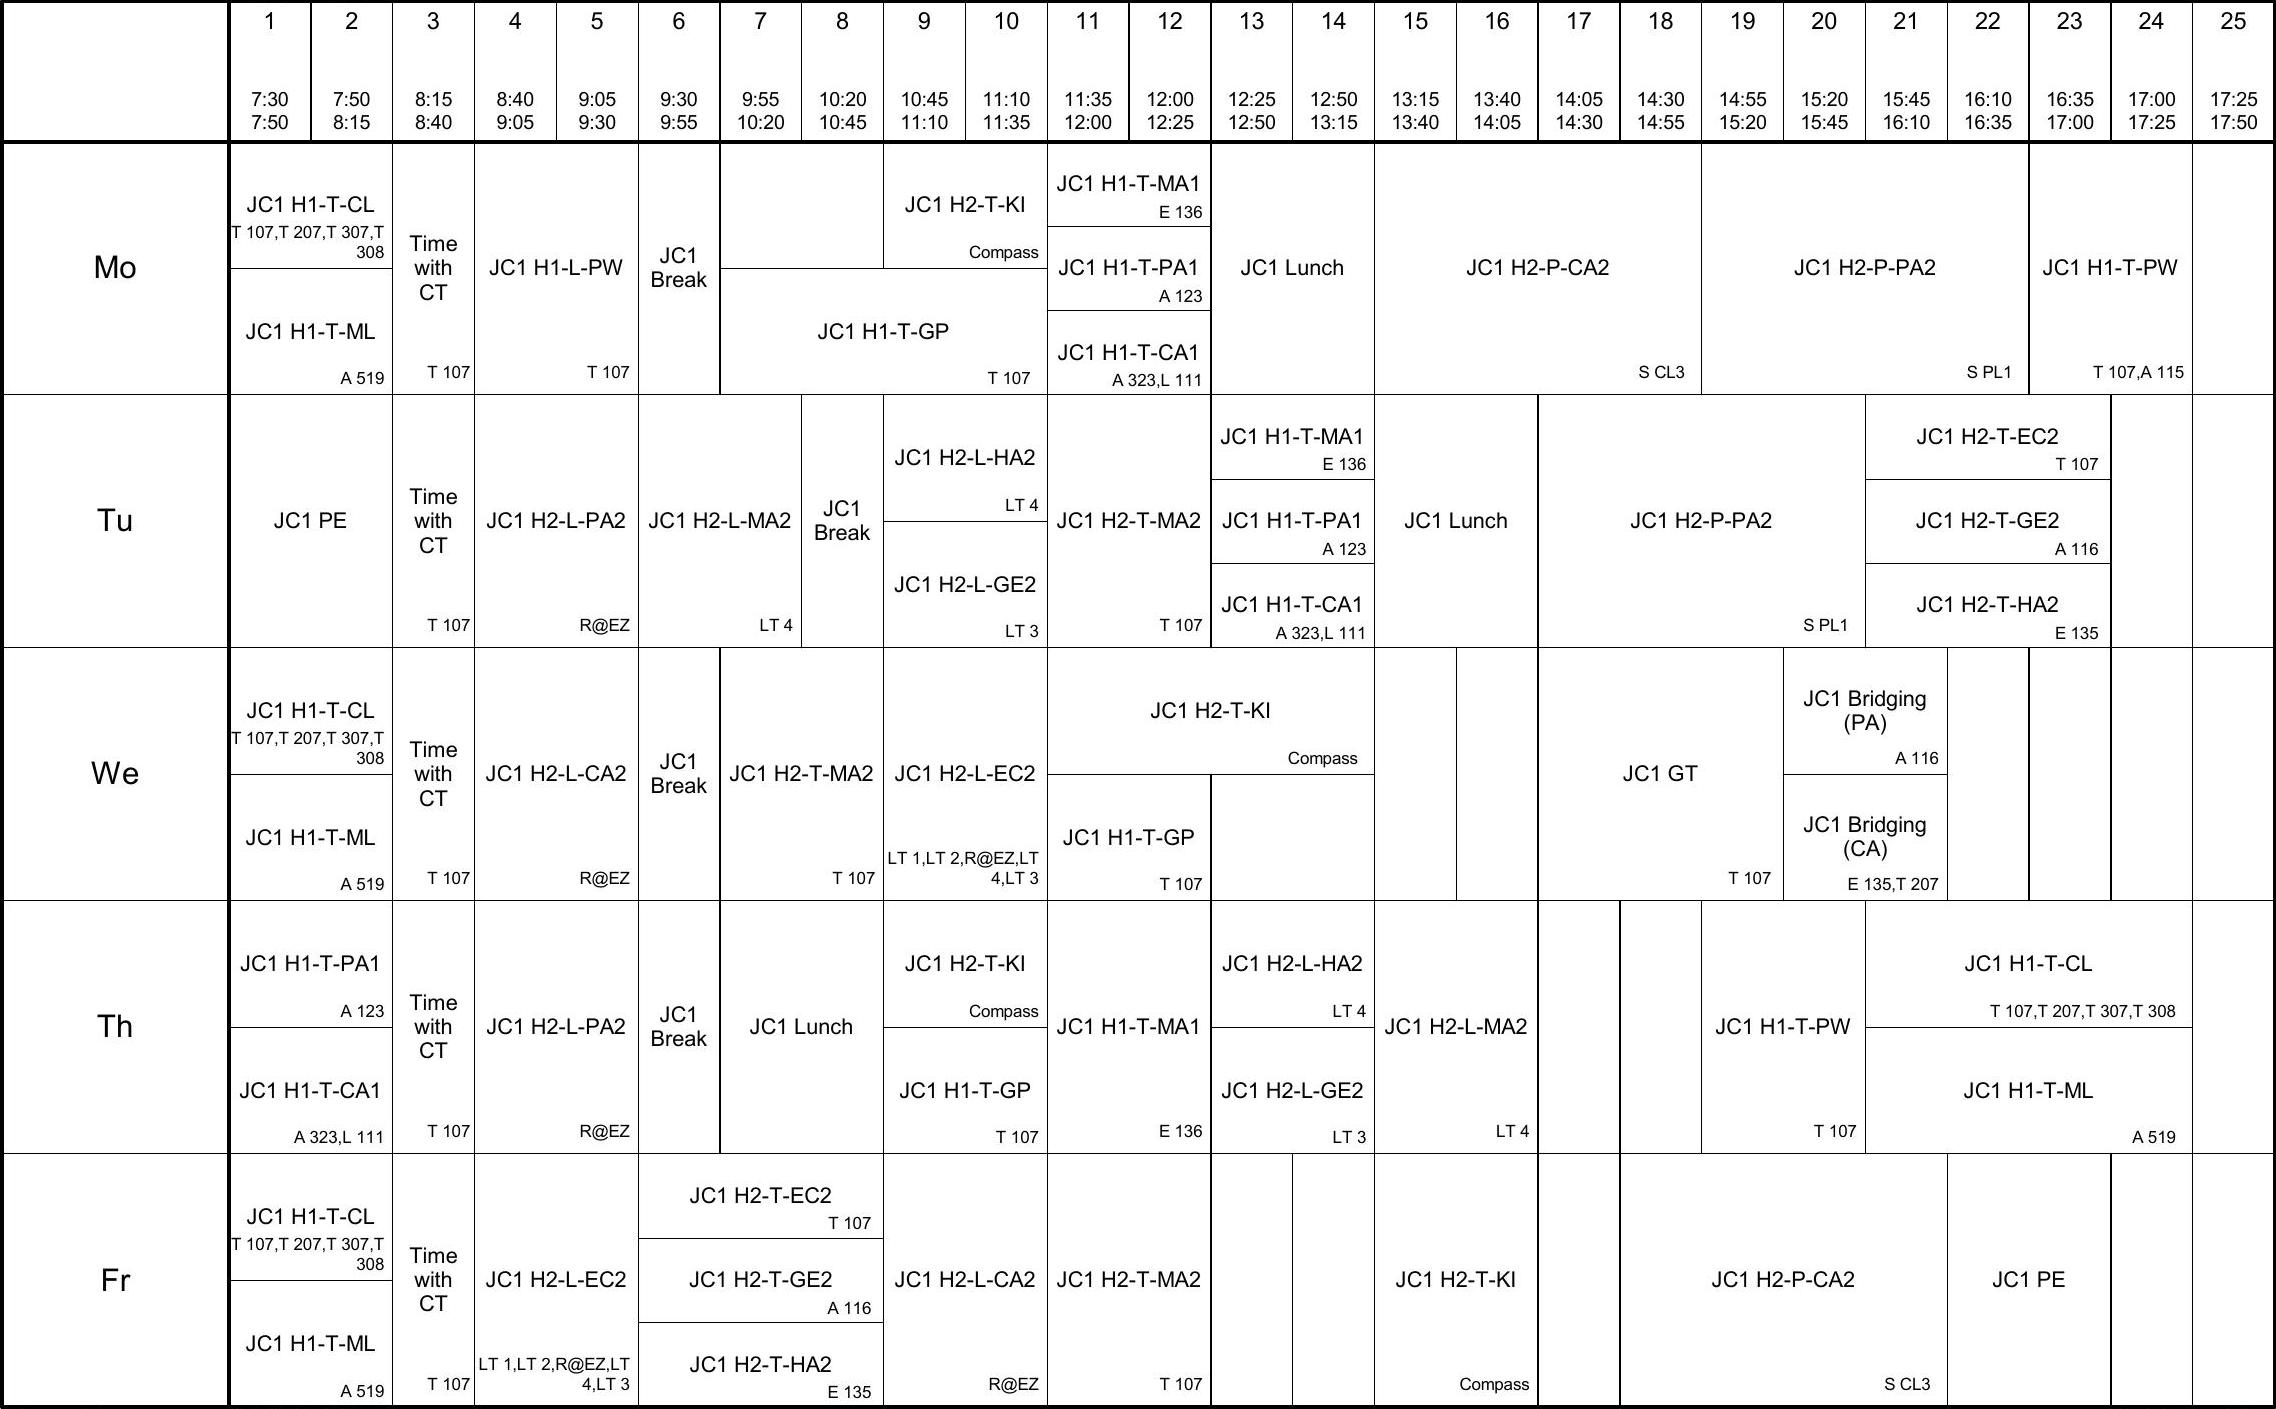 1 2 3 4 5 6 7 8 9 10 11 12 13 14 15 16 17 18 19 20 21 22 23 24 25
7:30 7:50 8:15 8:40 9:05 9:30 9:55 10:20 10:45 11:10 11:35 12:00 12:25 12:50 13:15 13:40 14:05 14:30 14:55 15:20 15:45 16:10 16:35 17:00 17:25
7:50 8:15 8:40 9:05 9:30 9:55 10:20 10:45 11:10 11:35 12:00 12:25 12:50 13:15 13:40 14:05 14:30 14:55 15:20 15:45 16:10 16:35 17:00 17:25 17:50
Mo
JC1 H1-T-CL
T 107,T 207,T 307,T
308
JC1 H1-T-ML
A 519
Time
with
CT
T 107
JC1 H1-L-PW
T 107
JC1
Break
JC1 H2-T-KI
Compass
JC1 H1-T-GP
T 107
JC1 H1-T-MA1
E 136
JC1 H1-T-PA1
A 123
JC1 H1-T-CA1
A 323,L 111
JC1 Lunch
JC1 H2-P-CA2
S CL3
JC1 H2-P-PA2
S PL1
JC1 H1-T-PW
T 107,A 115
Tu
JC1 PE
Time
with
CT
T 107
JC1 H2-L-PA2
R@EZ
JC1 H2-L-MA2
LT 4
JC1
Break
JC1 H2-L-HA2
LT 4
JC1 H2-L-GE2
LT 3
JC1 H2-T-MA2
T 107
JC1 H1-T-MA1
E 136
JC1 H1-T-PA1
A 123
JC1 H1-T-CA1
A 323,L 111
JC1 Lunch
JC1 H2-P-PA2
S PL1
JC1 H2-T-EC2
T 107
JC1 H2-T-GE2
A 116
JC1 H2-T-HA2
E 135
We
JC1 H1-T-CL
T 107,T 207,T 307,T
308
JC1 H1-T-ML
A 519
Time
with
CT
T 107
JC1 H2-L-CA2
R@EZ
JC1
Break
JC1 H2-T-MA2
T 107
JC1 H2-L-EC2
LT 1,LT 2,R@EZ,LT
4,LT 3
JC1 H2-T-KI
Compass
JC1 H1-T-GP
T 107
JC1 GT
T 107
JC1 Bridging
(PA)
A 116
JC1 Bridging
(CA)
E 135,T 207
Th
JC1 H1-T-PA1
A 123
JC1 H1-T-CA1
A 323,L 111
Time
with
CT
T 107
JC1 H2-L-PA2
R@EZ
JC1
Break
JC1 Lunch
JC1 H2-T-KI
Compass
JC1 H1-T-GP
T 107
JC1 H1-T-MA1
E 136
JC1 H2-L-HA2
LT 4
JC1 H2-L-GE2
LT 3
JC1 H2-L-MA2
LT 4
JC1 H1-T-PW
T 107
JC1 H1-T-CL
T 107,T 207,T 307,T 308
JC1 H1-T-ML
A 519
Fr
JC1 H1-T-CL
T 107,T 207,T 307,T
308
JC1 H1-T-ML
A 519
Time
with
CT
T 107
JC1 H2-L-EC2
LT 1,LT 2,R@EZ,LT
4,LT 3
JC1 H2-T-EC2
T 107
JC1 H2-T-GE2
A 116
JC1 H2-T-HA2
E 135
JC1 H2-L-CA2
R@EZ
JC1 H2-T-MA2
T 107
JC1 H2-T-KI
Compass
JC1 H2-P-CA2
S CL3
JC1 PE